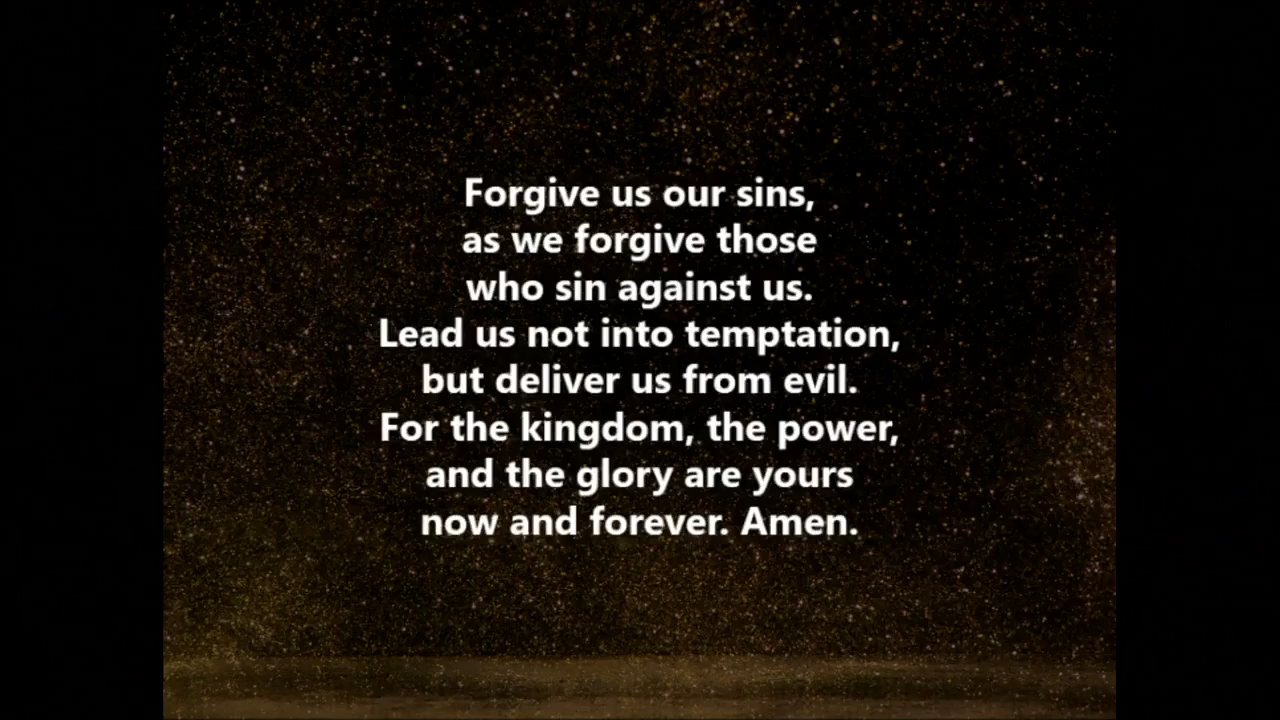 Forgive us our sins,
as we forgive those
who sin against us.
Lead us not into temptation,
but deliver us from evil.
For the kingdom, the power,
and the glory are yours
now and forever. Amen.